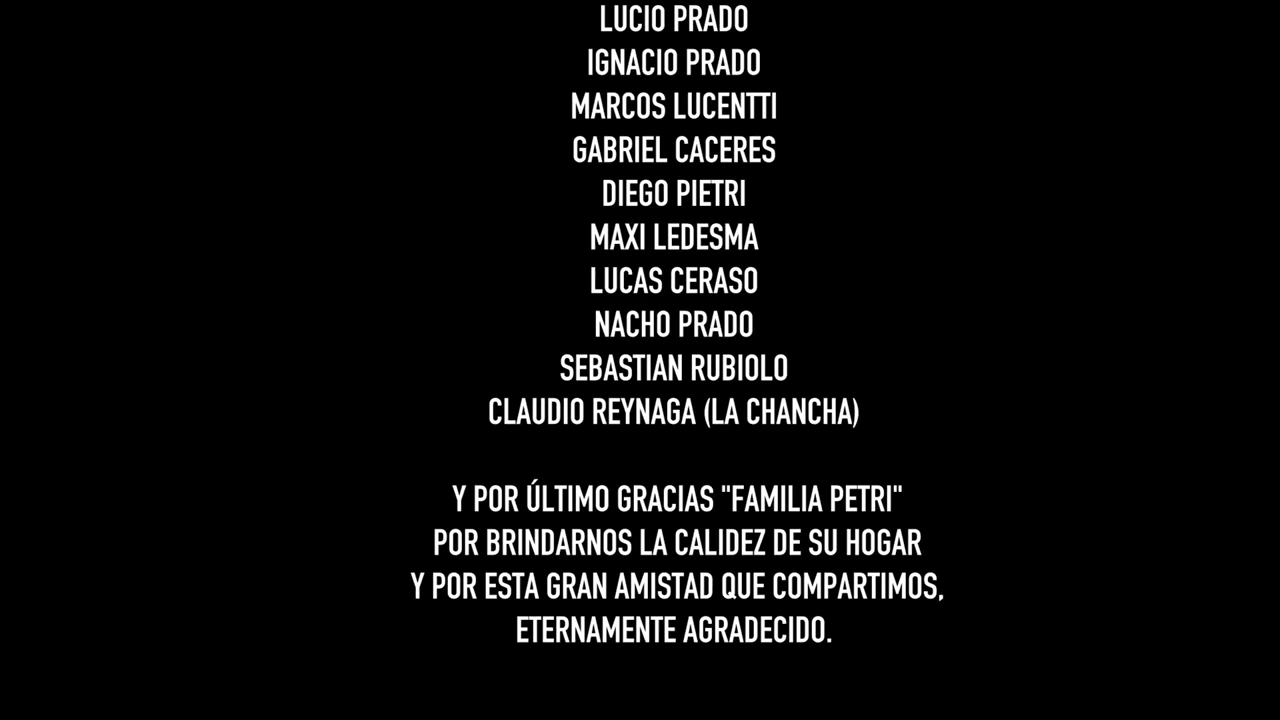 LUCIO PRADO
IGNACIO PRADO
MARCOS LUCENTTI
GABRIEL CACERES
DIEGO PIETRI
MAXI LEDESMA
LUCAS CERASO
NACHO PRADO
SEBASTIAN RUBIOLO
CLAUDIO REYNAGA (LA CHANCHA)
Y POR ÚLTIMO GRACIAS "FAMILIA PETRI"
POR BRINDARNOS LA CALIDEZ DE SU HOGAR
Y POR ESTA GRAN AMISTAD QUE COMPARTIMOS,
ETERNAMENTE AGRADECIDO.